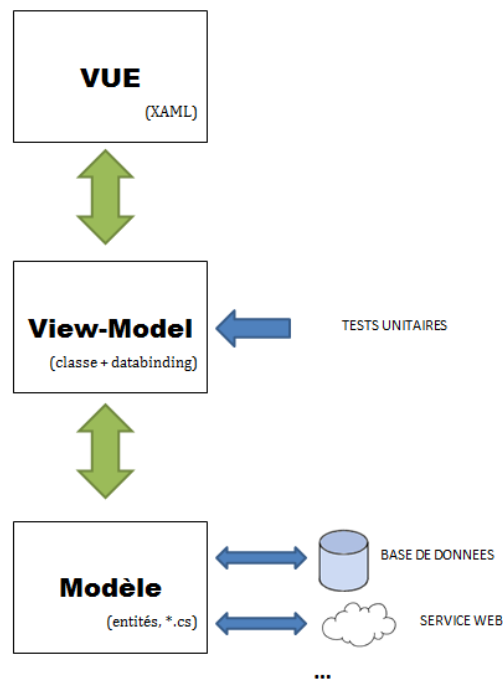 VUE
(XAML)
View-Model
(classe + databinding)
TESTS UNITAIRES
Modèle
(entités, *.cs)
BASE DE DONNEES
SERVICE WEB
...